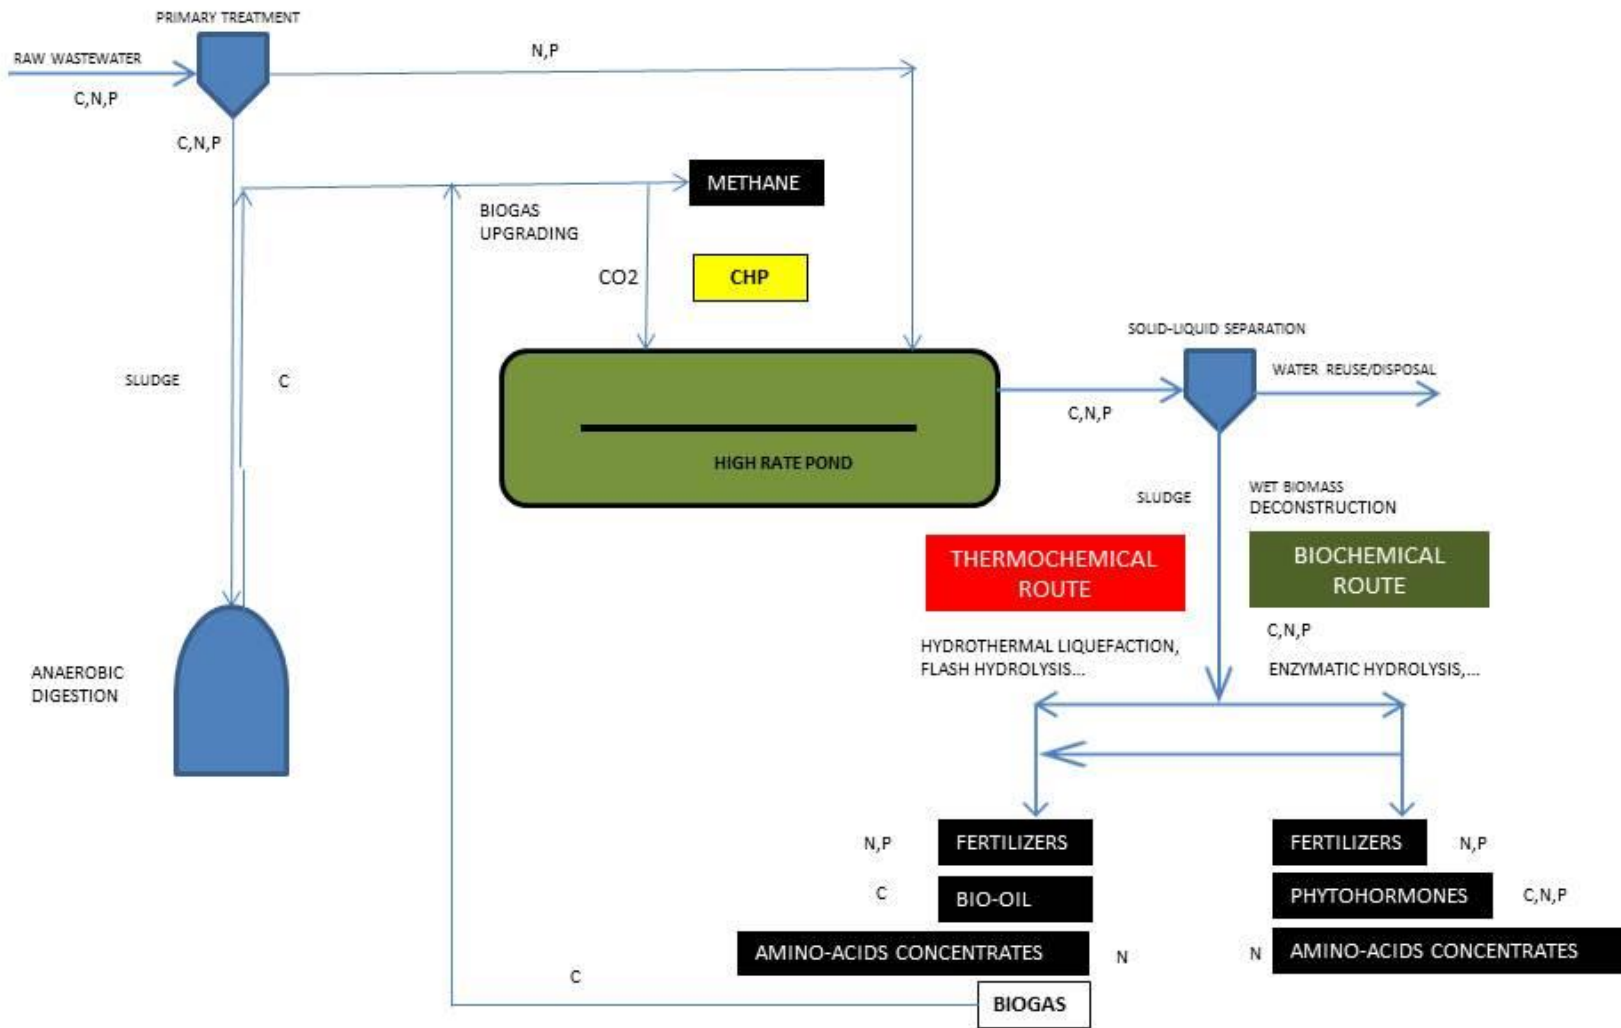 PRIMARY TREATMENT
RAW WASTEWATER
N,P
C,N,P
C,N,P
METHANE
BIOGAS
UPGRADING
CO2
CHP
SOLID-LIQUID SEPARATION
WATER REUSE/DISPOSAL
SLUDGE
C
C,N,P
HIGH RATE POND
SLUDGE
WET BIOMASS
DECONSTRUCTION
THERMOCHEMICAL
ROUTE
BIOCHEMICAL
ROUTE
C,N,P
HYDROTHERMAL LIQUEFACTION,
FLASH HYDROLYSIS...
ENZYMATIC HYDROLYSIS,...
ANAEROBIC
DIGESTION
N,P
FERTILIZERS
FERTILIZERS
N,P
C
BIO-OIL
PHYTOHORMONES
C,N,P
AMINO-ACIDS CONCENTRATES
N
N
AMINO-ACIDS CONCENTRATES
C
BIOGAS